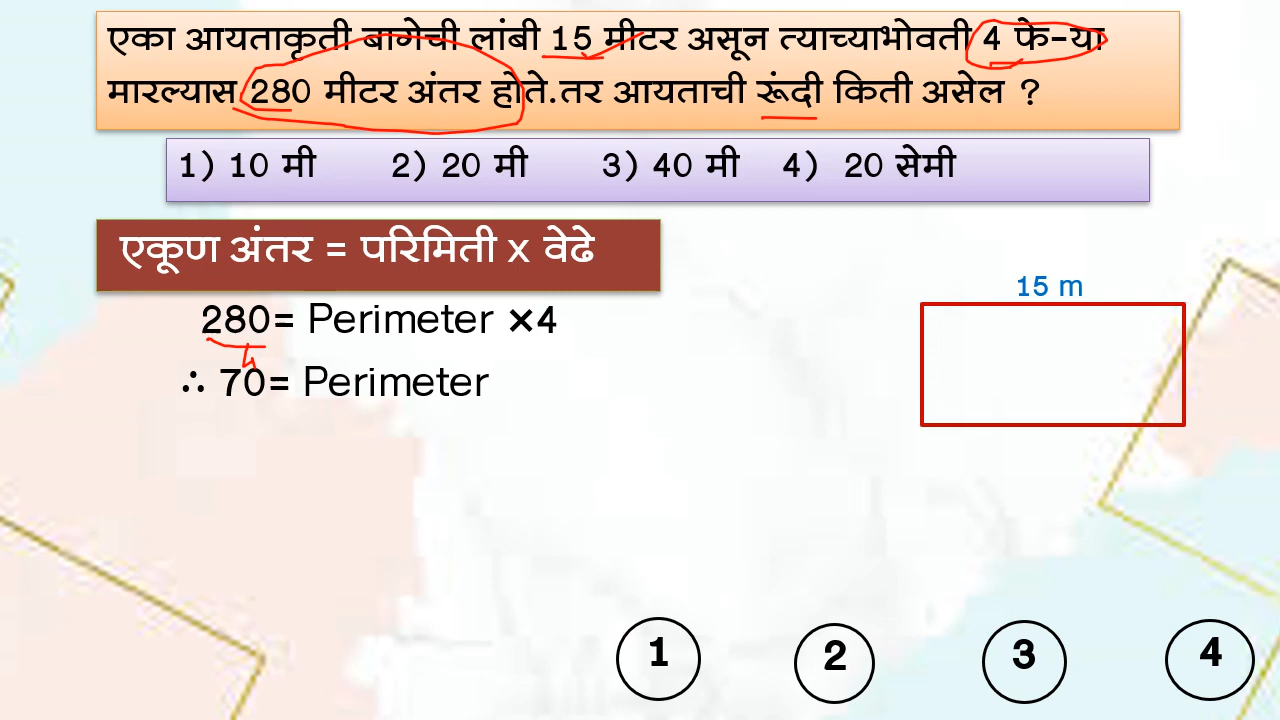 एका आयताकृती बागेची लांबी 15 मीटर असून त्याच्याभोवती 4 फे-या
मारल्यास 280 मीटर अंतर होते.तर आयताची रूंदी किती असेल ?
1) 10 मी 2) 20 मी 3) 40 मी 4) 20 सेमी
एकूण अंतर = परिमिती x वेढे
280= Perimeter ×4
4
∴ 70= Perimeter
15 m
1 2 3 4